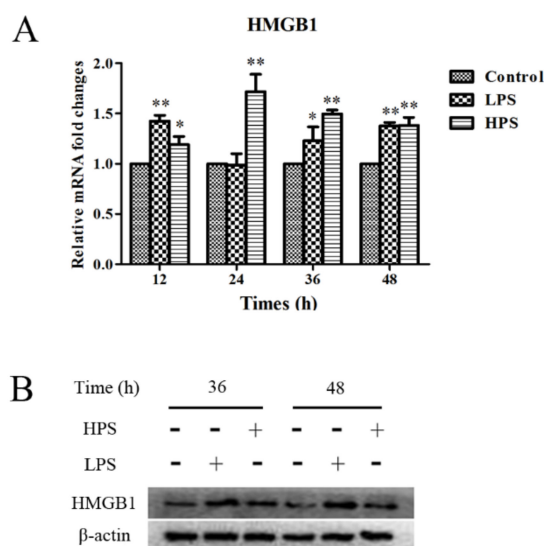 A
HMGB1
Relative mRNA fold changes
2.0
1.5
1.0
0.5
0.0
** *
**
* **
** **
12 24 36 48
Times (h)
Control
LPS
HPS
B
Time (h) 36 48
HPS - - + - - +
LPS - + - - + -
HMGB1
β-actin